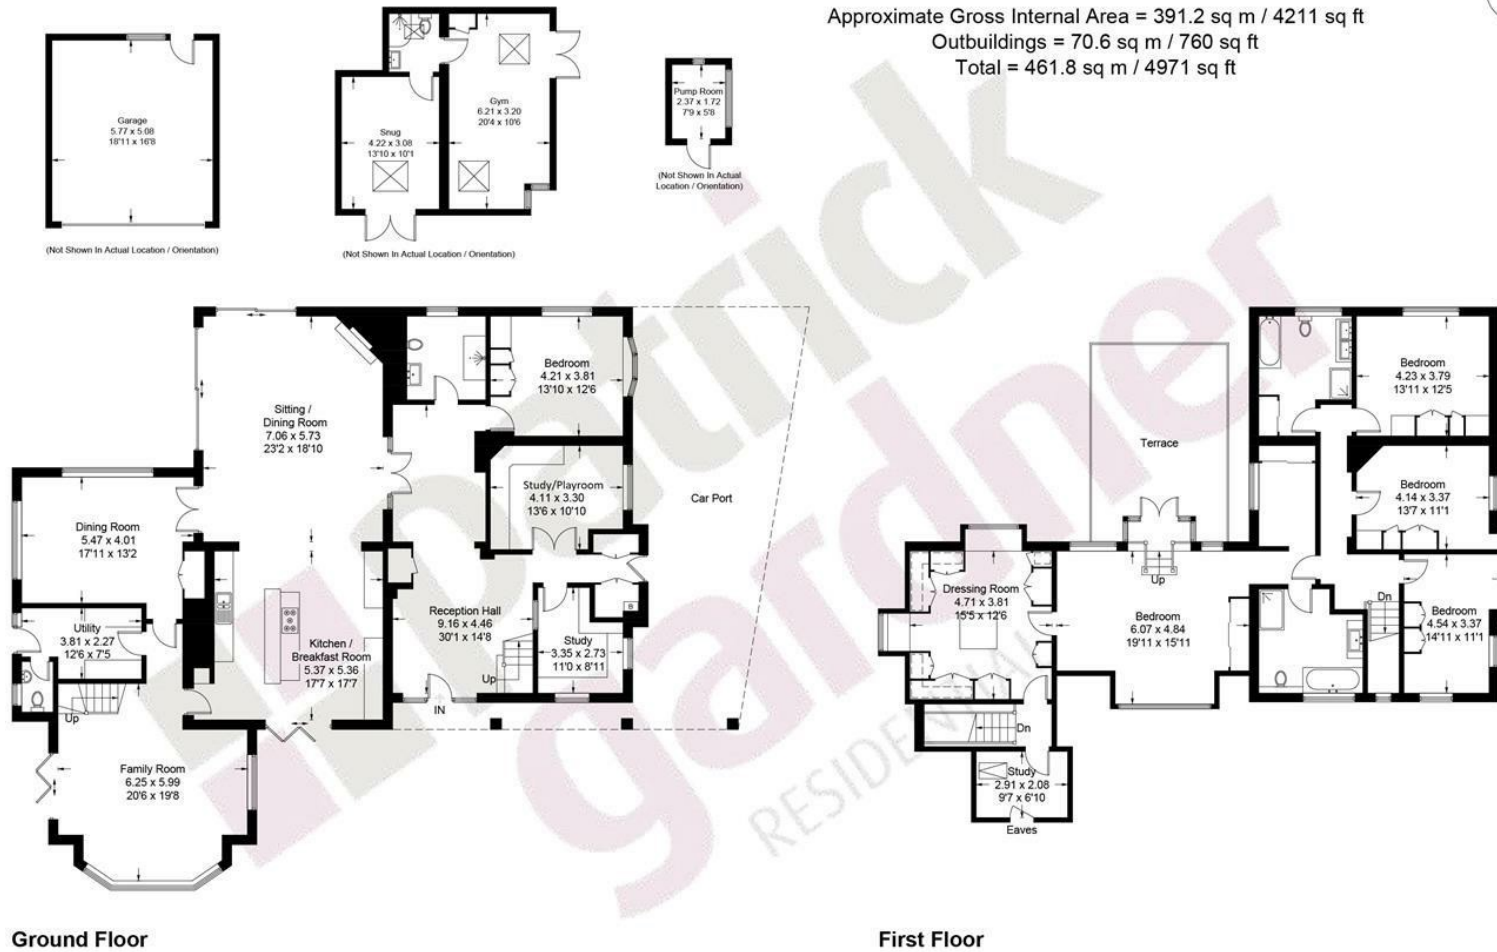 Approximate Gross Internal Area = 391.2 sq m / 4211 sq ft
Outbuildings = 70.6 sq m / 760 sq ft
Total = 461.8 sq m / 4971 sq ft
Garage
5.77 x 5.08
18'11 x 16'8
(Not Shown In Actual Location / Orientation)
Snug
4.22 x 3.08
13'10 x 10'1
Gym
6.21 x 3.20
20'4 x 10'6
(Not Shown In Actual Location / Orientation)
Pump Room
2.37 x 1.72
7'9 x 5'8
(Not Shown In Actual
Location / Orientation)
patrick
gardner
RESIDENTIAL
Sitting /
Dining Room
7.06 x 5.73
23'2 x 18'10
Bedroom
4.21 x 3.81
13'10 x 12'6
Study/Playroom
4.11 x 3.30
13'6 x 10'10
Car Port
Dining Room
5.47 x 4.01
17'11 x 13'2
Utility
3.81 x 2.27
12'6 x 7'5
Kitchen /
Breakfast Room
5.37 x 5.36
17'7 x 17'7
Reception Hall
9.16 x 4.46
30'1 x 14'8
Study
3.35 x 2.73
11'0 x 8'11
B
Up
IN
Up
Family Room
6.25 x 5.99
20'6 x 19'8
Ground Floor
Terrace
Bedroom
4.23 x 3.79
13'11 x 12'5
Bedroom
4.14 x 3.37
13'7 x 11'1
Up
Dressing Room
4.71 x 3.81
15'5 x 12'6
Bedroom
6.07 x 4.84
19'11 x 15'11
Dn
Bedroom
4.54 x 3.37
14'11 x 11'1
Dn
Study
2.91 x 2.08
9'7 x 6'10
Eaves
First Floor